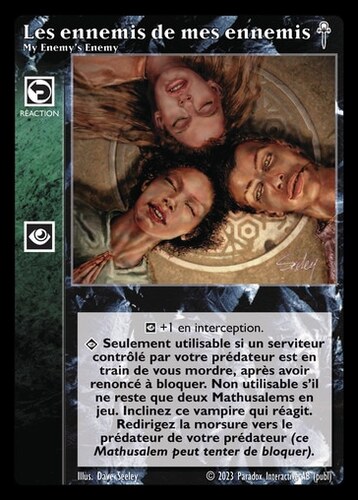 Les ennemis de mes ennemis
My Enemy's Enemy
RÉACTION
Seeley
+1 en interception.
Seulement utilisable si un serviteur
contrôlé par votre prédateur est en
train de vous mordre, après avoir
renoncé à bloquer. Non utilisable s'il
ne reste que deux Mathusalems en
jeu. Inclinez ce vampire qui réagit.
Redirigez la morsure vers le
prédateur de votre prédateur (ce
Mathusalem peut tenter de bloquer).
Illus. Dave Seeley
© 2023 Paradox Interactive AB (publ)